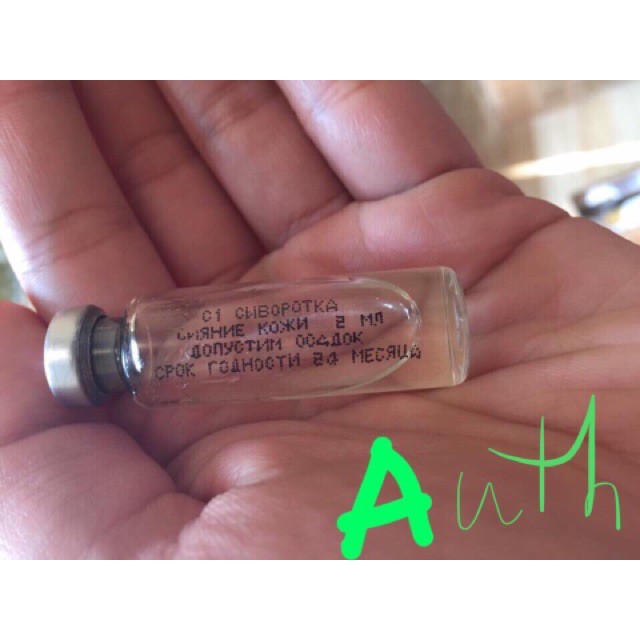 С1 СЫВОРОТКА
СИЯНИЕ КОЖИ 2 МЛ
ДОПУСТИМ ОСАДОК
СРОК ГОДНОСТИ 24 МЕСЯЦА
Auth